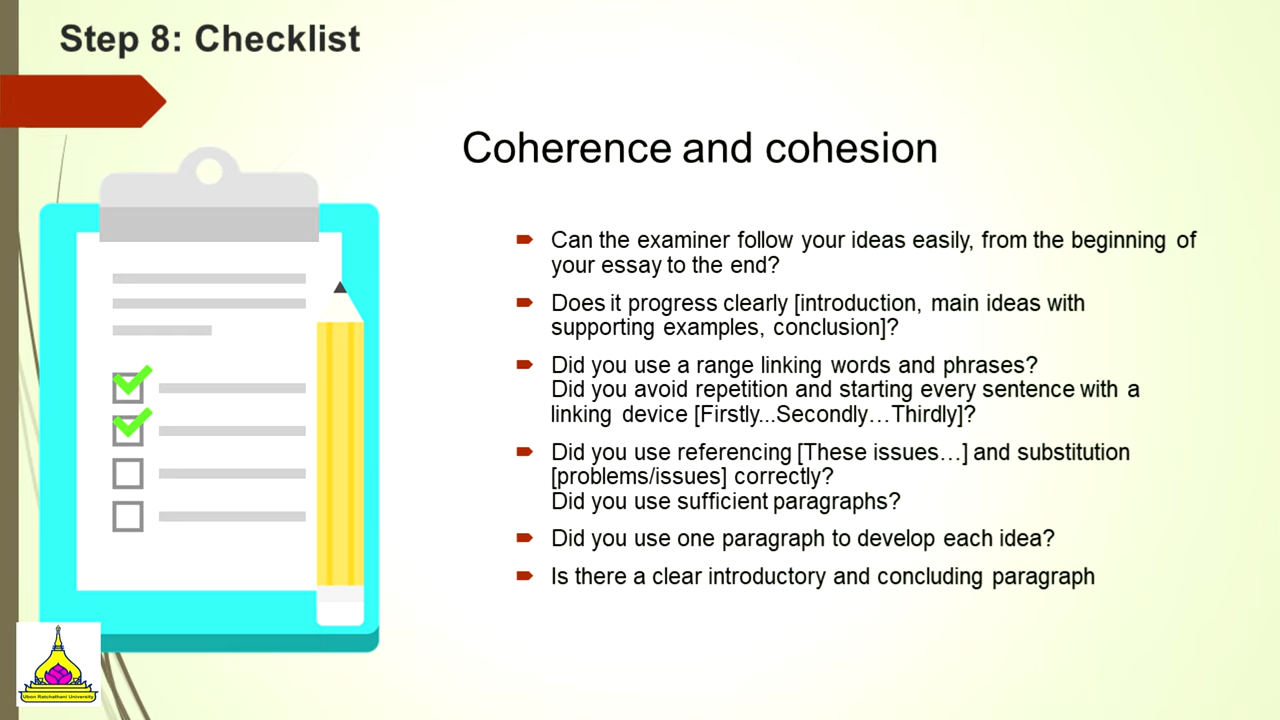 Step 8: Checklist
Coherence and cohesion
Can the examiner follow your ideas easily, from the beginning of
your essay to the end?
Does it progress clearly [introduction, main ideas with
supporting examples, conclusion]?
Did you use a range linking words and phrases?
Did you avoid repetition and starting every sentence with a
linking device [Firstly...Secondly…Thirdly]?
Did you use referencing [These issues…] and substitution
[problems/issues] correctly?
Did you use sufficient paragraphs?
Did you use one paragraph to develop each idea?
Is there a clear introductory and concluding paragraph
Ubon Ratchathani University